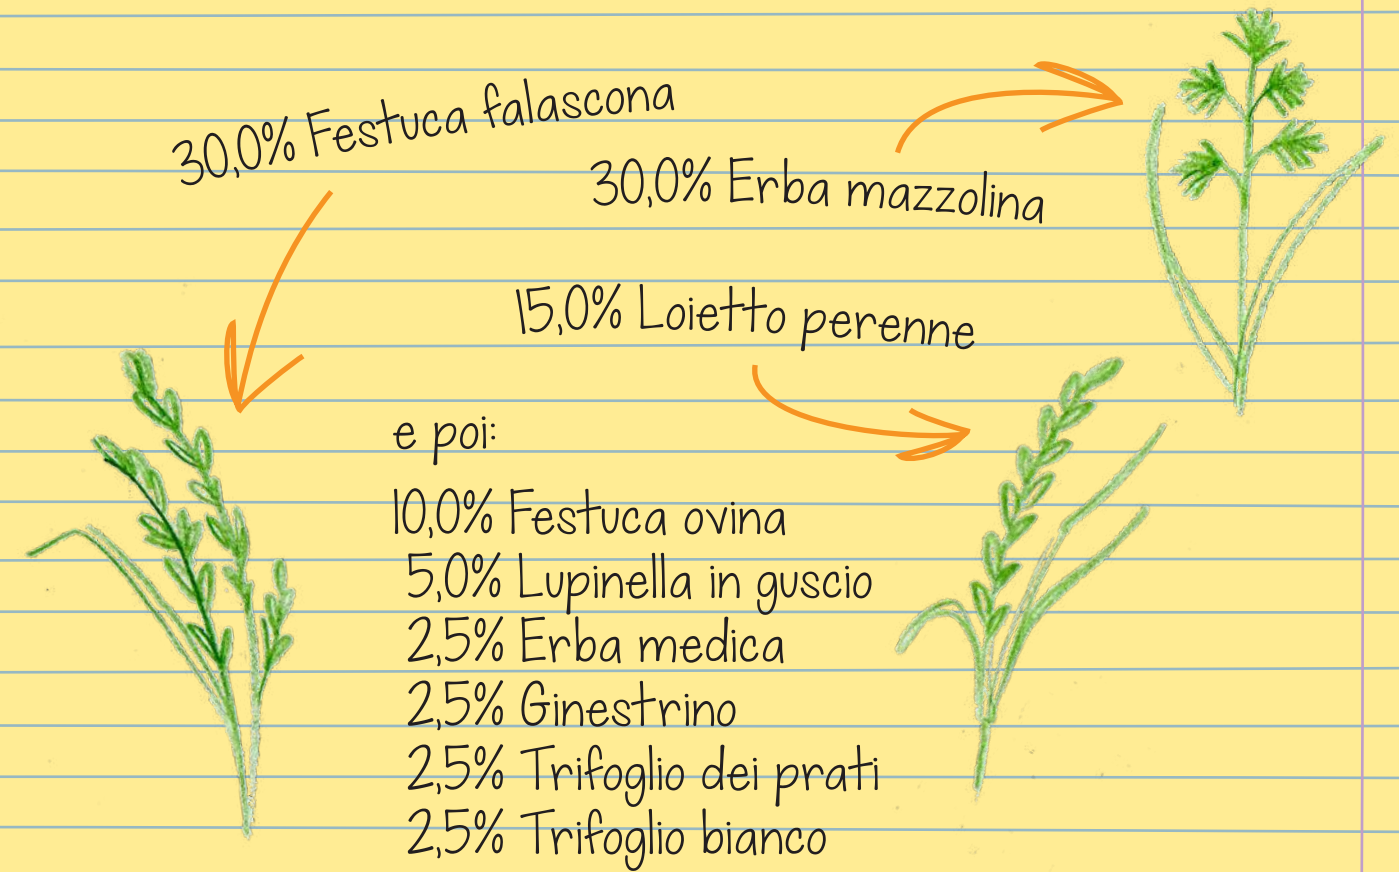 30,0% Festuca falascona
30,0% Erba mazzolina
15,0% Loietto perenne
e poi:
10,0% Festuca ovina
5,0% Lupinella in guscio
2,5% Erba medica
2,5% Ginestrino
2,5% Trifoglio dei prati
2,5% Trifoglio bianco